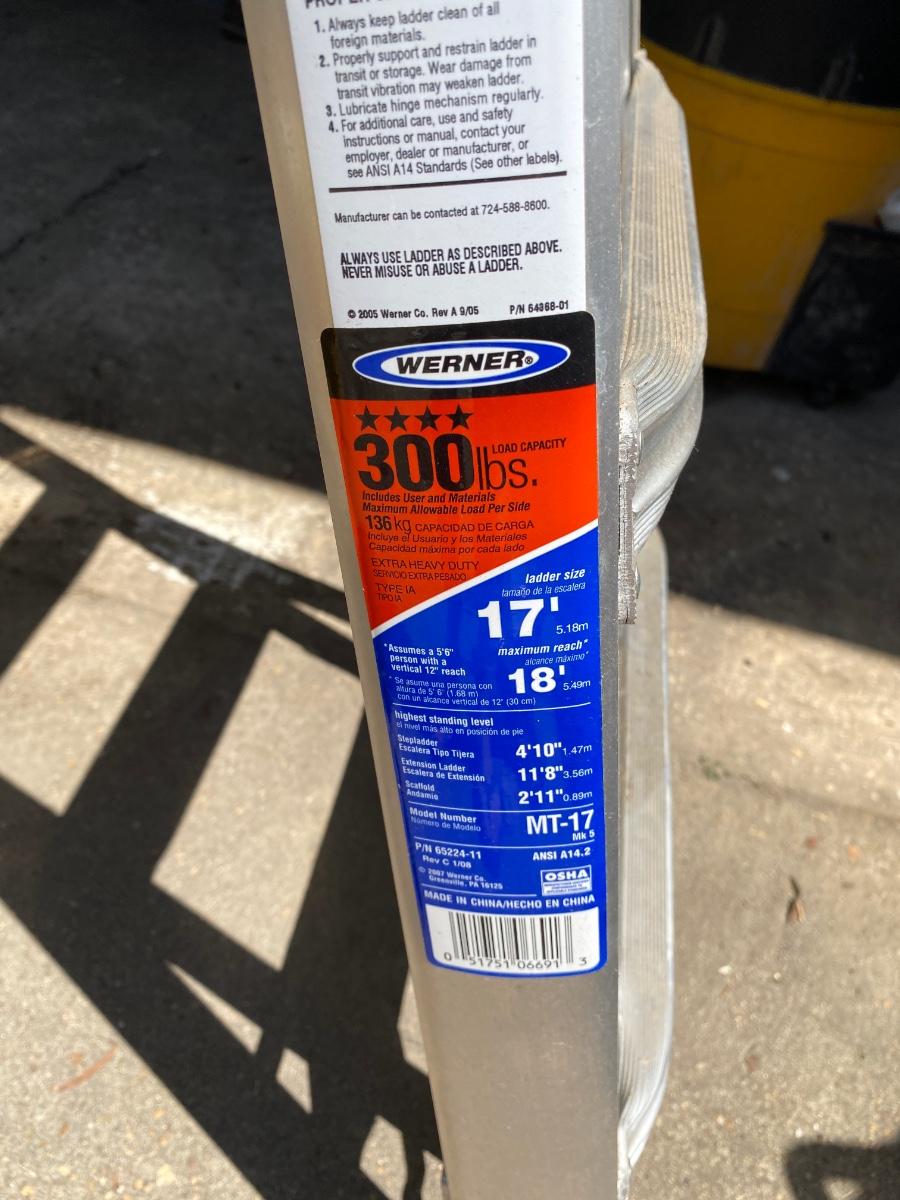 1. Always keep ladder clean of all
foreign materials.
2. Properly support and restrain ladder in
transit or storage. Wear damage from
transit vibration may weaken ladder.
3. Lubricate hinge mechanism regularly.
4. For additional care, use and safety
instructions or manual, contact your
employer, dealer or manufacturer, or
see ANSI A14 Standards (See other labels).
Manufacturer can be contacted at 724-588-8600.
ALWAYS USE LADDER AS DESCRIBED ABOVE.
NEVER MISUSE OR ABUSE A LADDER.
© 2005 Werner Co. Rev A 9/05 P/N 64368-01
WERNER®
★★★★
300 lbs. LOAD CAPACITY
Includes User and Materials
Maximum Allowable Load Per Side
136 kg CAPACIDAD DE CARGA
Incluye el Usuario y los Materiales
Capacidad máxima por cada lado
EXTRA HEAVY DUTY
SERVICIO EXTRA PESADO
TYPE IA
TIPO IA
ladder size
tamaño de la escalera
17' 5.18m
maximum reach*
alcance máximo*
18' 5.49m
*Assumes a 5'6"
person with a
vertical 12" reach
* Se asume una persona con
altura de 5' 6" (1.68 m)
con un alcance vertical de 12" (30 cm)
highest standing level
el nivel más alto en posición de pie
Stepladder
Escalera Tipo Tijera 4'10" 1.47m
Extension Ladder
Escalera de Extensión 11'8" 3.56m
Scaffold
Andamio 2'11" 0.89m
Model Number
Número de Modelo MT-17
Mk 5
P/N 65224-11 ANSI A14.2
Rev C 1/08
© 2007 Werner Co.
Greenville, PA 16125
OSHA
MADE IN CHINA/HECHO EN CHINA
0 51751 06691 3